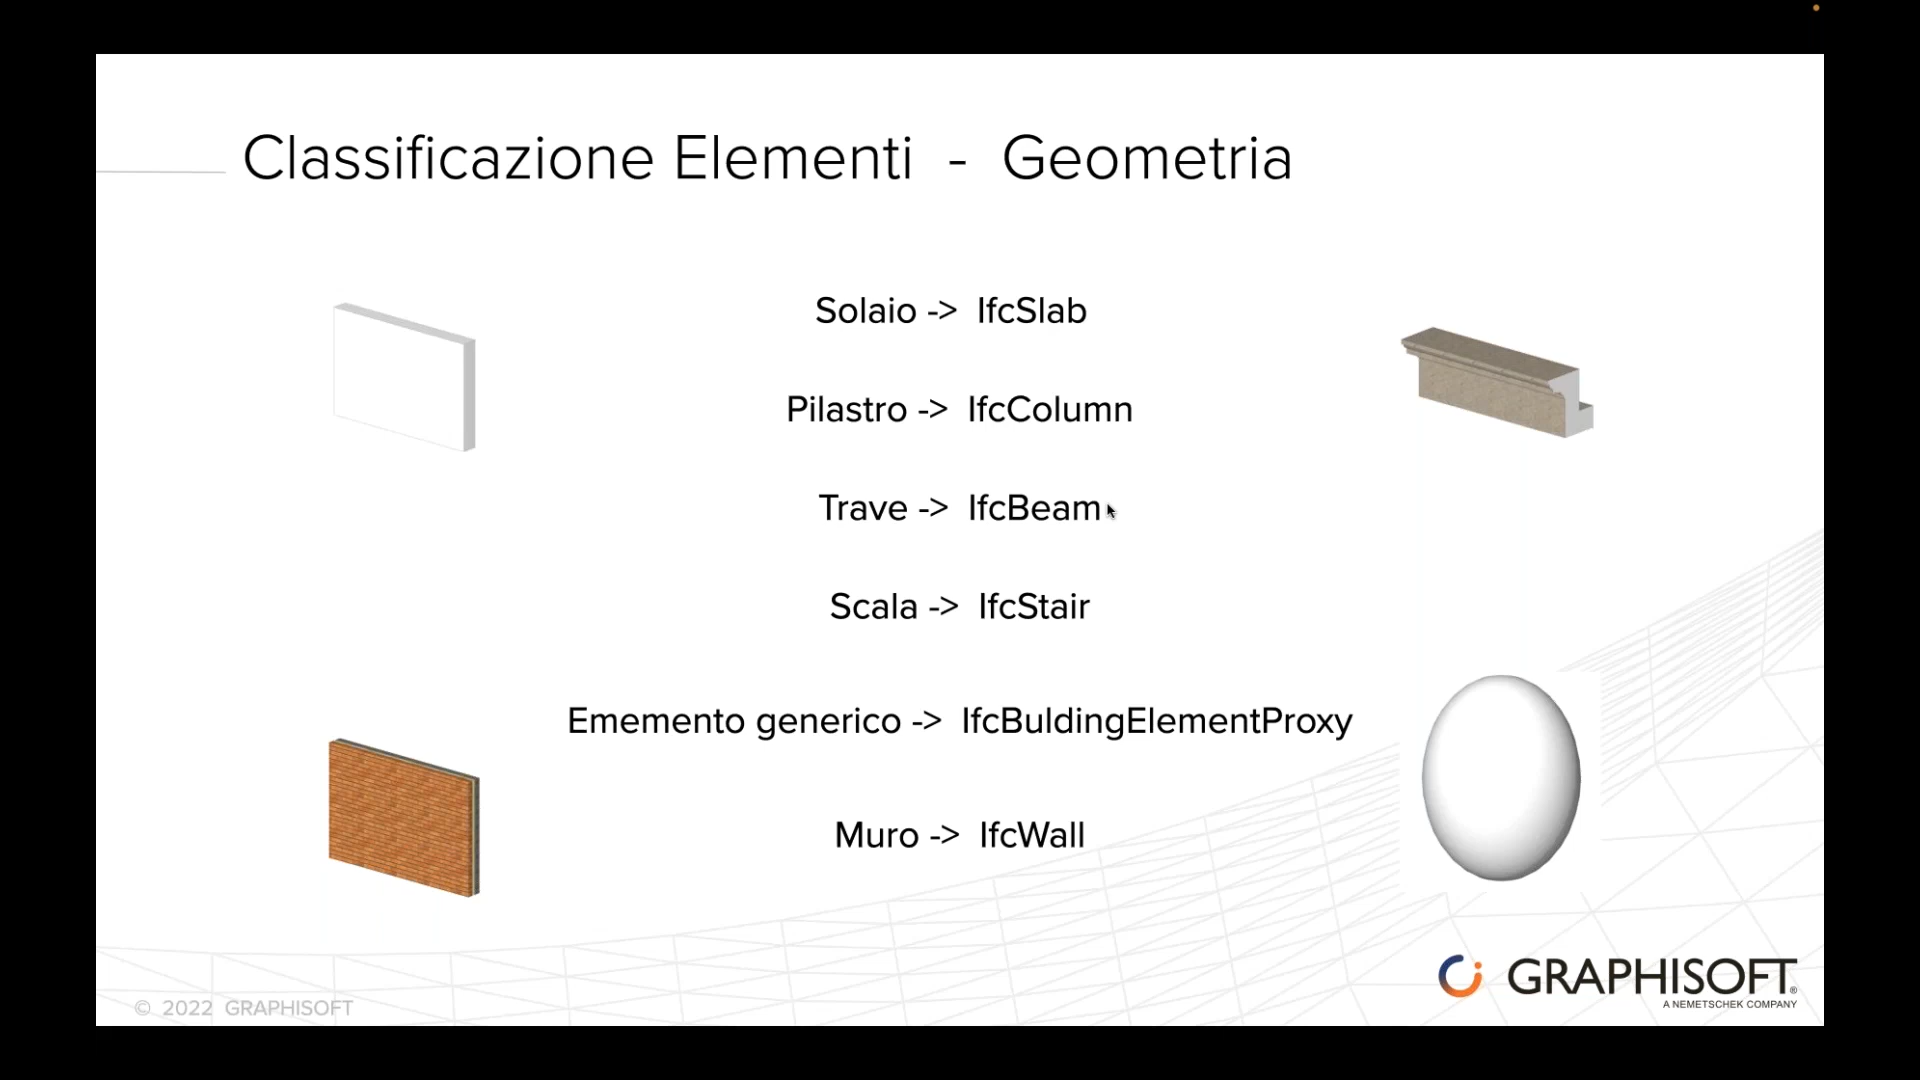 Classificazione Elementi - Geometria
Solaio -> IfcSlab
Pilastro -> IfcColumn
Trave -> IfcBeam
Scala -> IfcStair
Ememento generico -> IfcBuldingElementProxy
Muro -> IfcWall
GRAPHISOFT®
A NEMETSCHEK COMPANY
© 2022 GRAPHISOFT